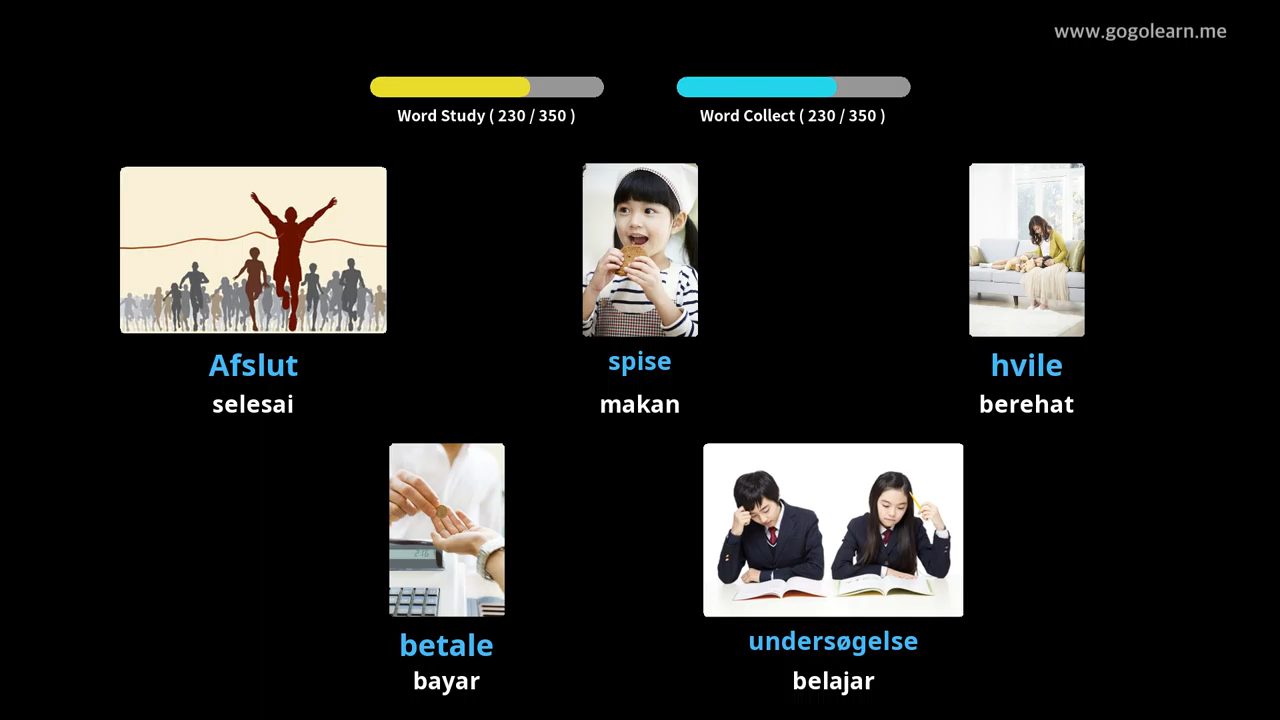 www.gogolearn.me
Word Study ( 230 / 350 )
Word Collect ( 230 / 350 )
Afslut
selesai
spise
makan
hvile
berehat
betale
bayar
undersøgelse
belajar